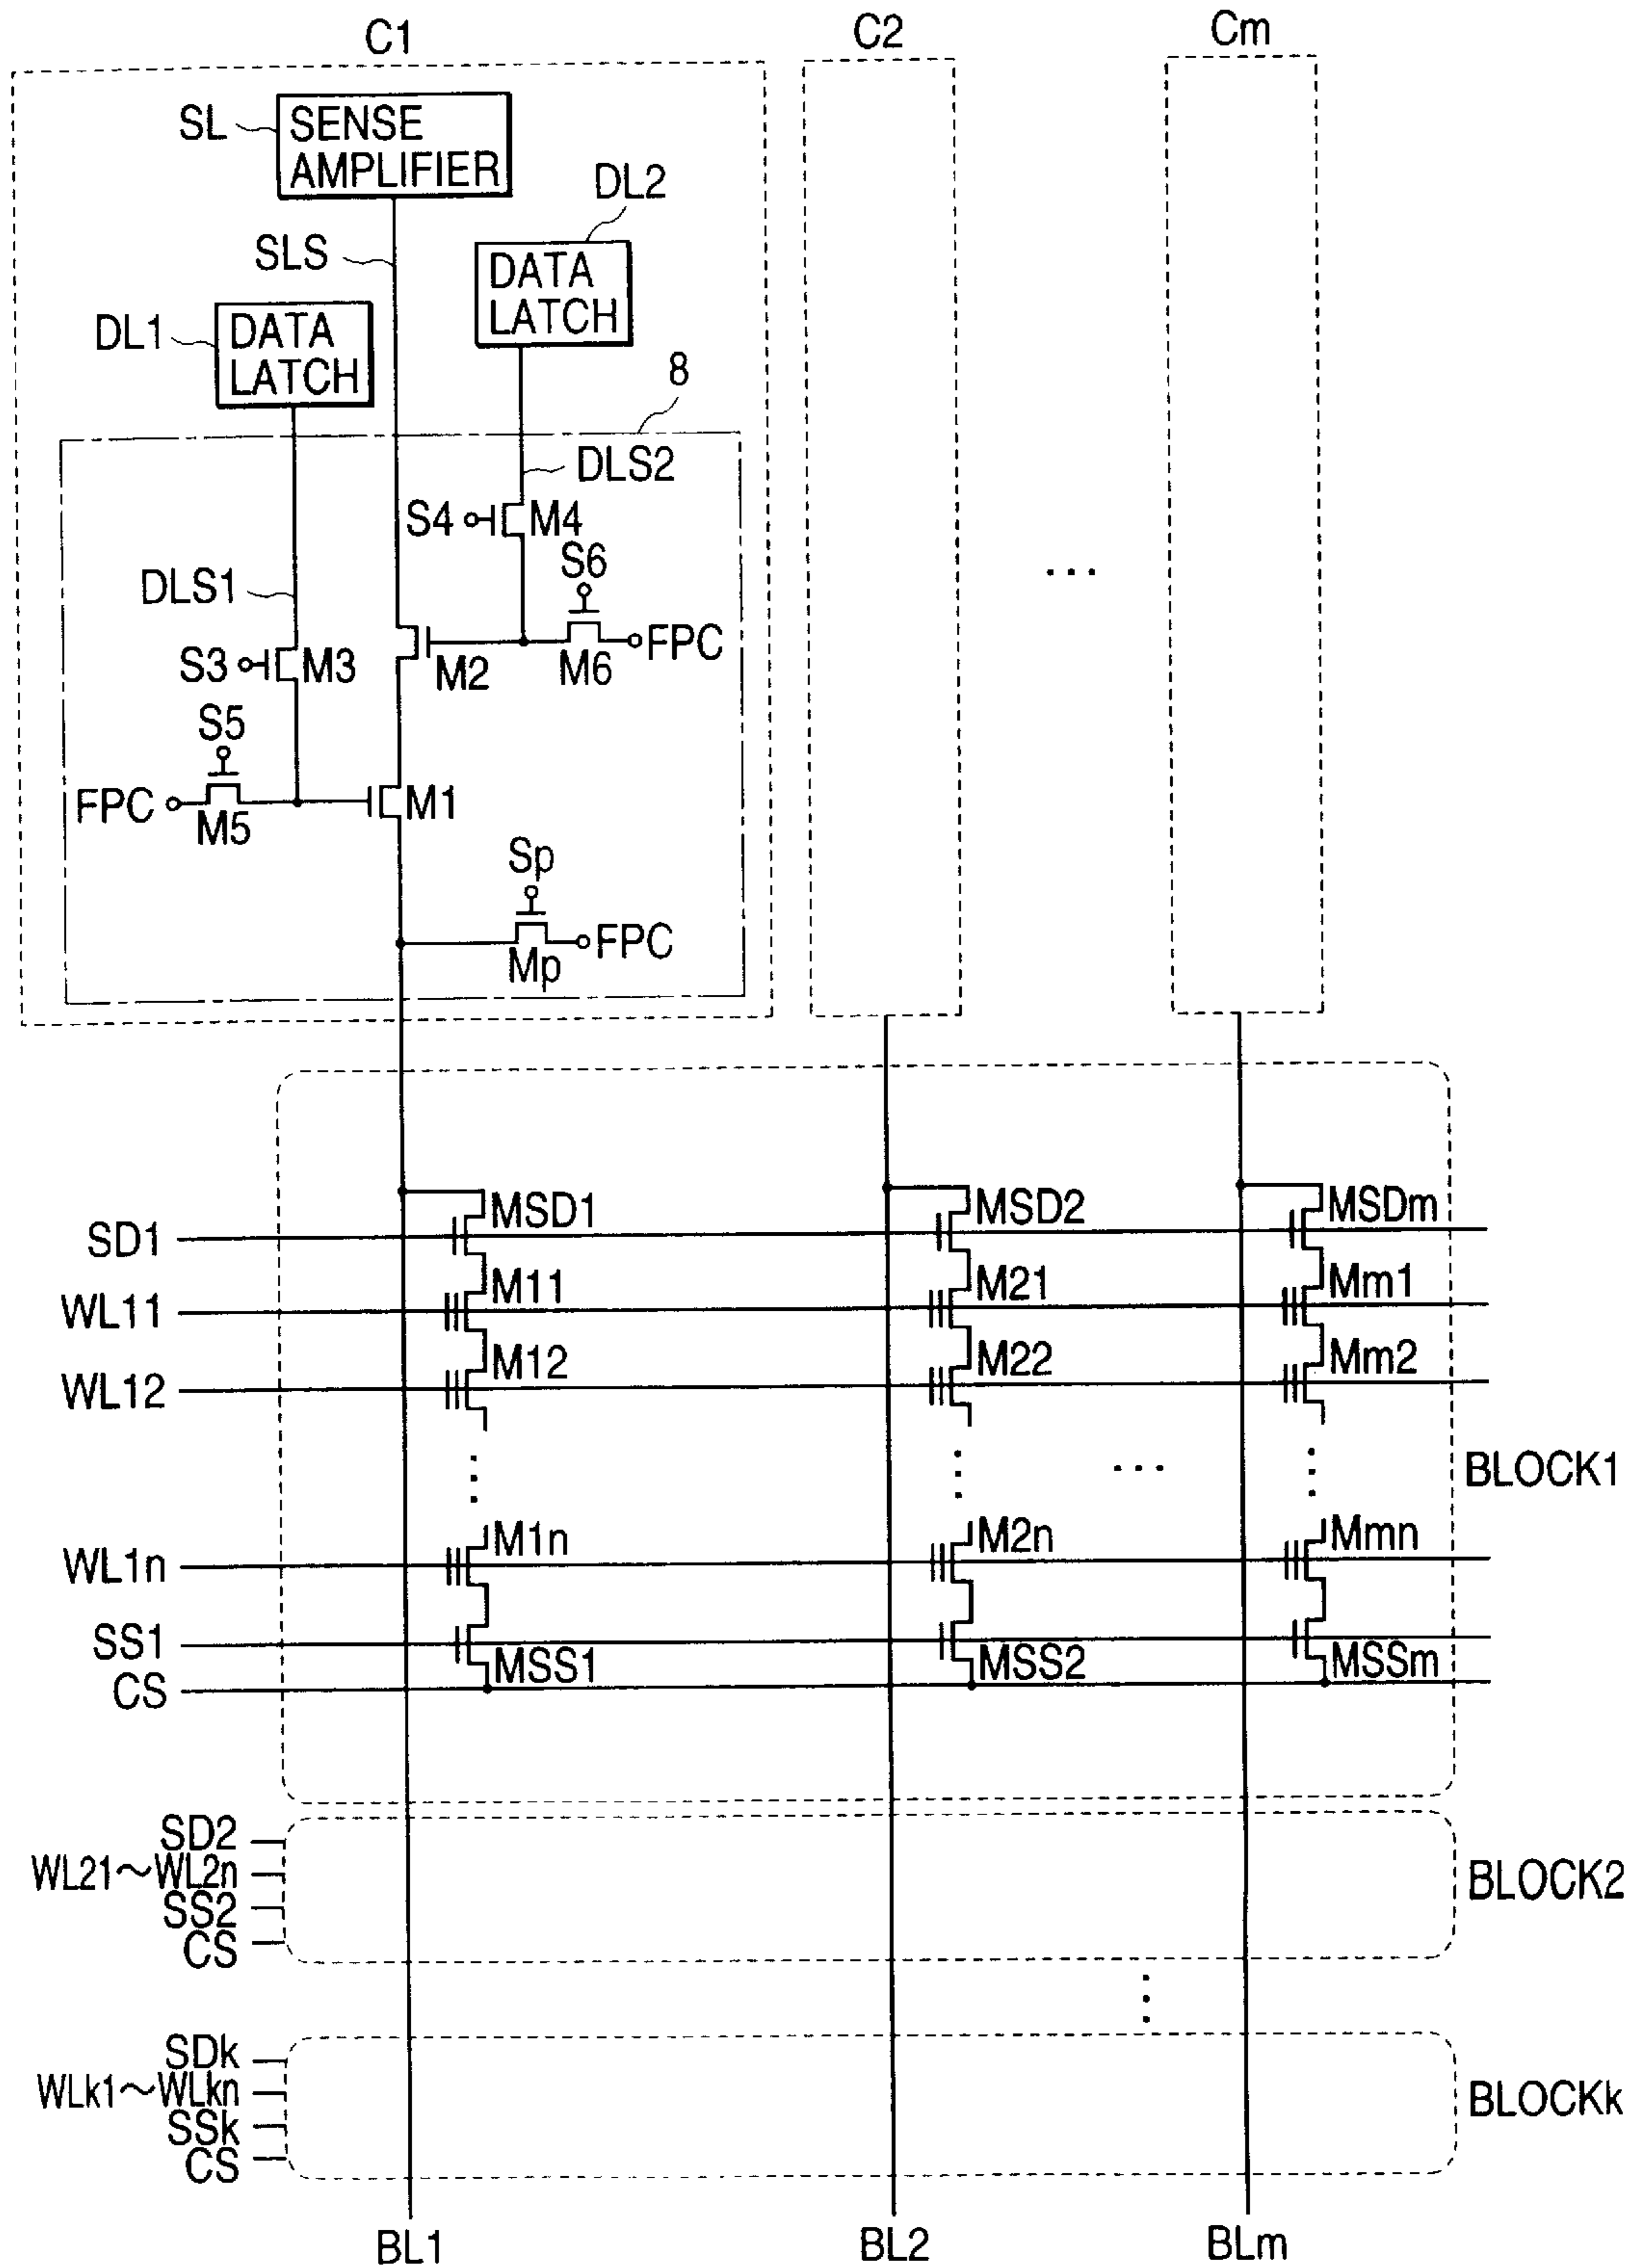 C1
C2
Cm
SL
SENSE
AMPLIFIER
DL2
SLS
DATA
LATCH
DL1
DATA
LATCH
8
DLS2
S4
M4
S6
DLS1
FPC
S3
M3
M2
M6
S5
FPC
M5
M1
Sp
FPC
Mp
...
MSD1
MSD2
MSDm
SD1
M11
M21
Mm1
WL11
M12
M22
Mm2
WL12
...
BLOCK1
M1n
M2n
Mmn
WL1n
SS1
MSS1
MSS2
MSSm
CS
SD2
WL21~WL2n
BLOCK2
SS2
CS
SDk
WLk1~WLkn
BLOCKk
SSk
CS
BL1
BL2
BLm